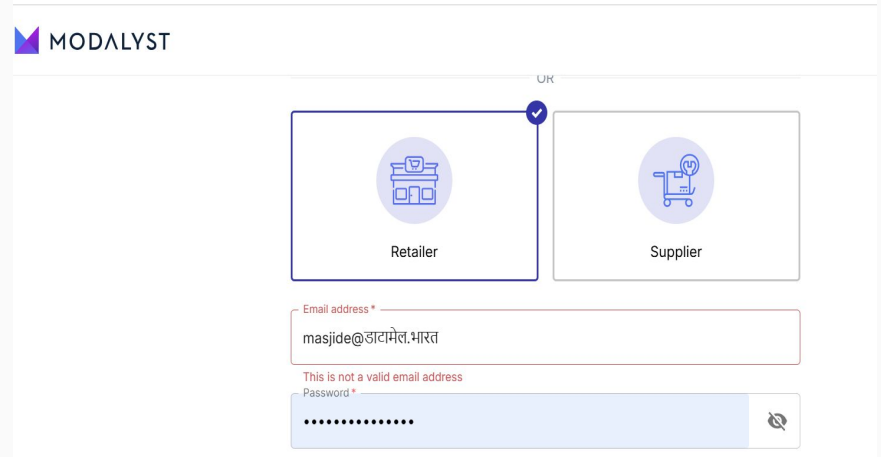 MODALYST
OR
Retailer
Supplier
Email address *
masjide@डाटामेल.भारत
This is not a valid email address
Password *